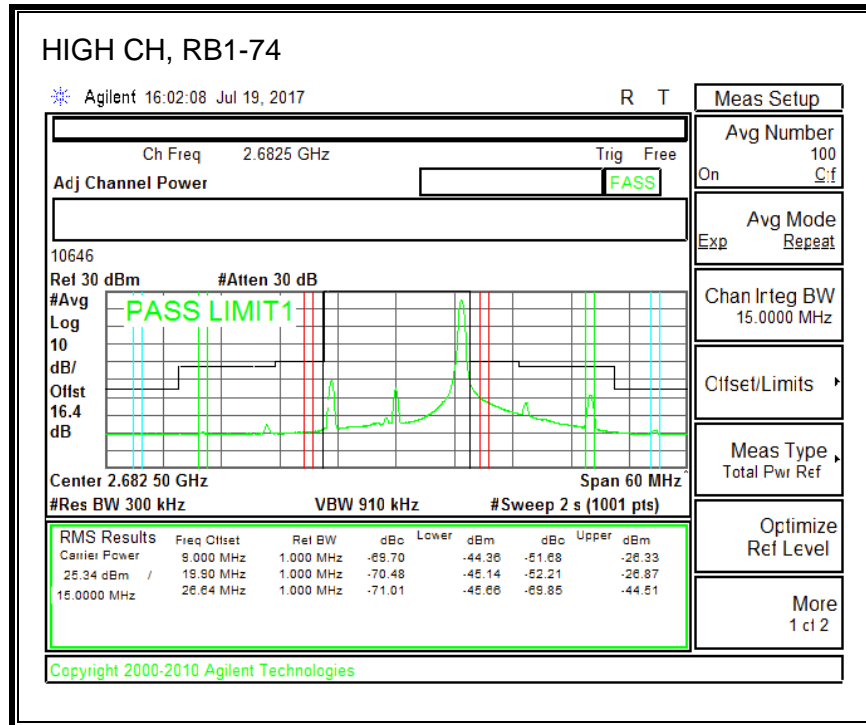 HIGH CH, RB1-74
Agilent 16:02:08 Jul 19, 2017 R T
Meas Setup
Ch Freq 2.6825 GHz Trig Free
Adj Channel Power
FASS
Avg Number
100
On C:f
Avg Mode
Exp Repeat
Chan Irteg BW
15.0000 MHz
Cffset/Limits
Meas Type
Total Pwr Ref
Optimize
Ref Level
More
1 cf 2
10646
Ref 30 dBm #Atten 30 dB
#Avg
Log
10
dB/
Offst
16.4
dB
PASS LIMIT1
Center 2.682 50 GHz Span 60 MHz
#Res BW 300 kHz VBW 910 kHz #Sweep 2 s (1001 pts)
RMS Results Freq Offset Ref BW dBc Lower dBm dBc Upper dBm
Carrier Power 9.000 MHz 1.000 MHz -69.70 -44.36 -51.68 -26.33
25.34 dBm / 19.90 MHz 1.000 MHz -70.48 -45.14 -52.21 -26.87
15.0000 MHz 26.64 MHz 1.000 MHz -71.01 -45.66 -69.85 -44.51
Copyright 2000-2010 Agilent Technologies